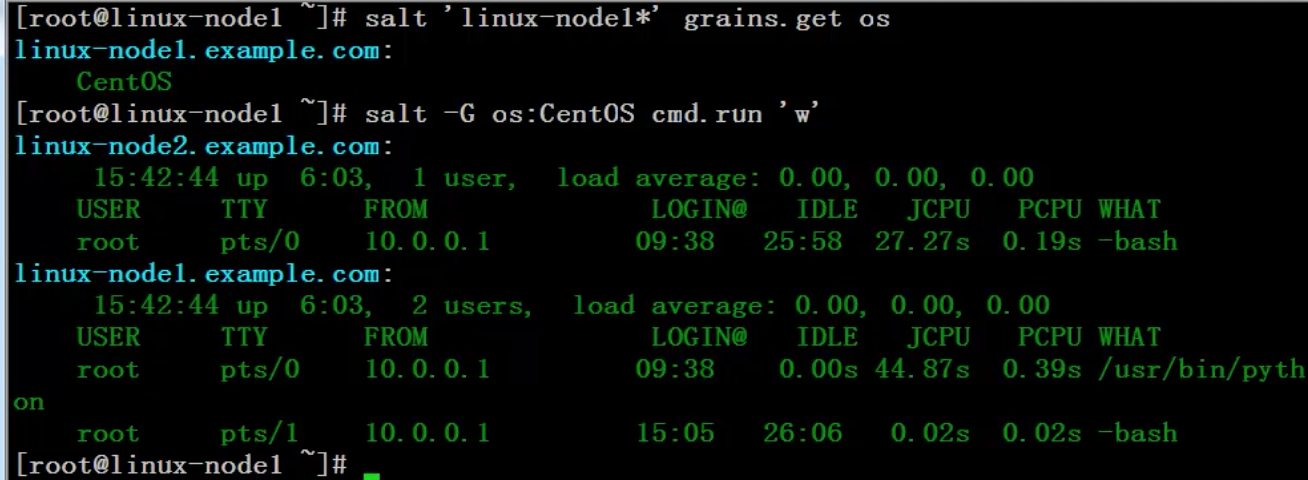 [root@linux-node1 ~]# salt 'linux-node1*' grains.get os
linux-node1.example.com:
    CentOS
[root@linux-node1 ~]# salt -G os:CentOS cmd.run 'w'
linux-node2.example.com:
     15:42:44 up  6:03,  1 user,  load average: 0.00, 0.00, 0.00
    USER     TTY      FROM              LOGIN@   IDLE   JCPU   PCPU WHAT
    root     pts/0    10.0.0.1         09:38   25:58  27.27s  0.19s -bash
linux-node1.example.com:
     15:42:44 up  6:03,  2 users,  load average: 0.00, 0.00, 0.00
    USER     TTY      FROM              LOGIN@   IDLE   JCPU   PCPU WHAT
    root     pts/0    10.0.0.1         09:38    0.00s 44.87s  0.39s /usr/bin/pyth
on
    root     pts/1    10.0.0.1         15:05   26:06   0.02s  0.02s -bash
[root@linux-node1 ~]#